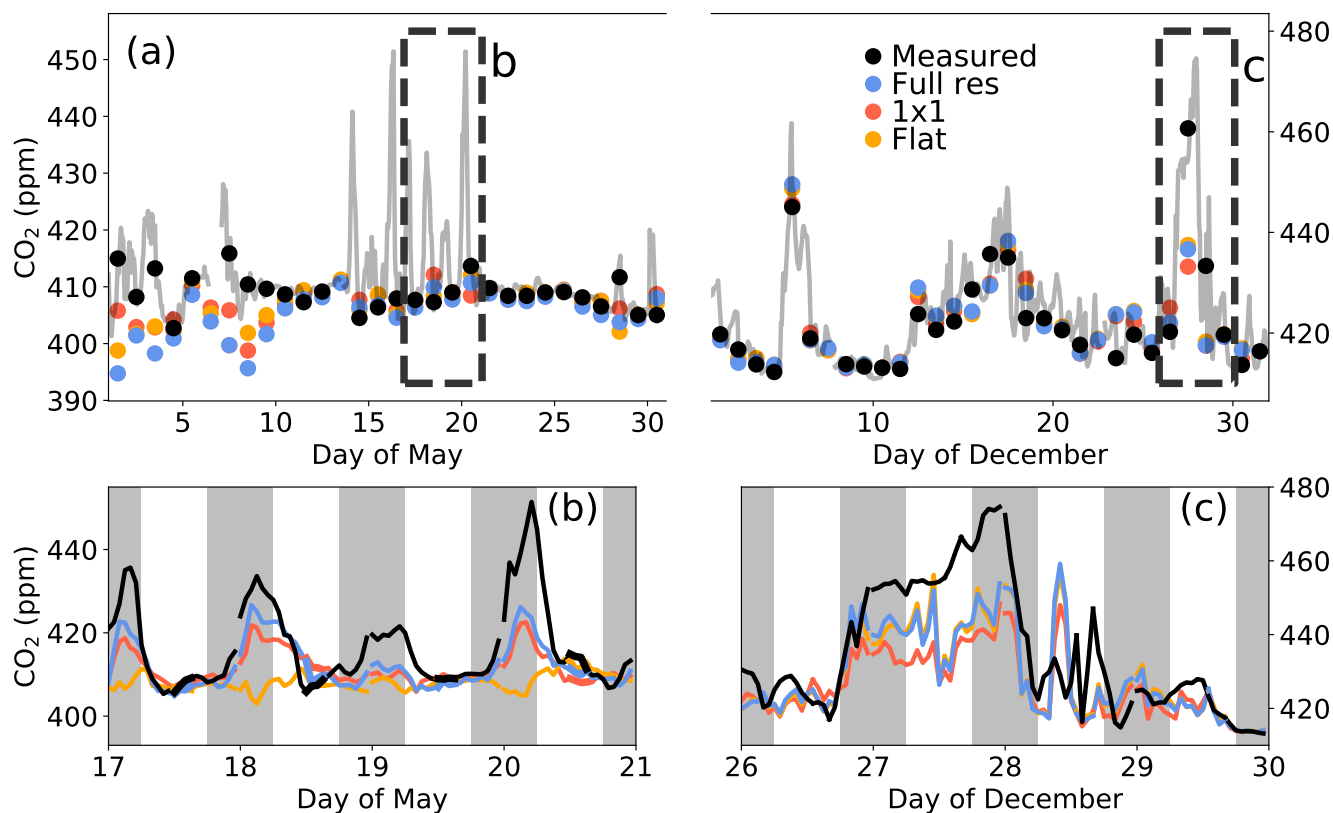 (a)
b
c
Measured
Full res
1x1
Flat
CO₂ (ppm)
450
440
430
420
410
400
390
480
460
440
420
5 10 15 20 25 30
10 20 30
Day of May
Day of December
(b)
(c)
CO₂ (ppm)
440
420
400
480
460
440
420
17 18 19 20 21
26 27 28 29 30
Day of May
Day of December